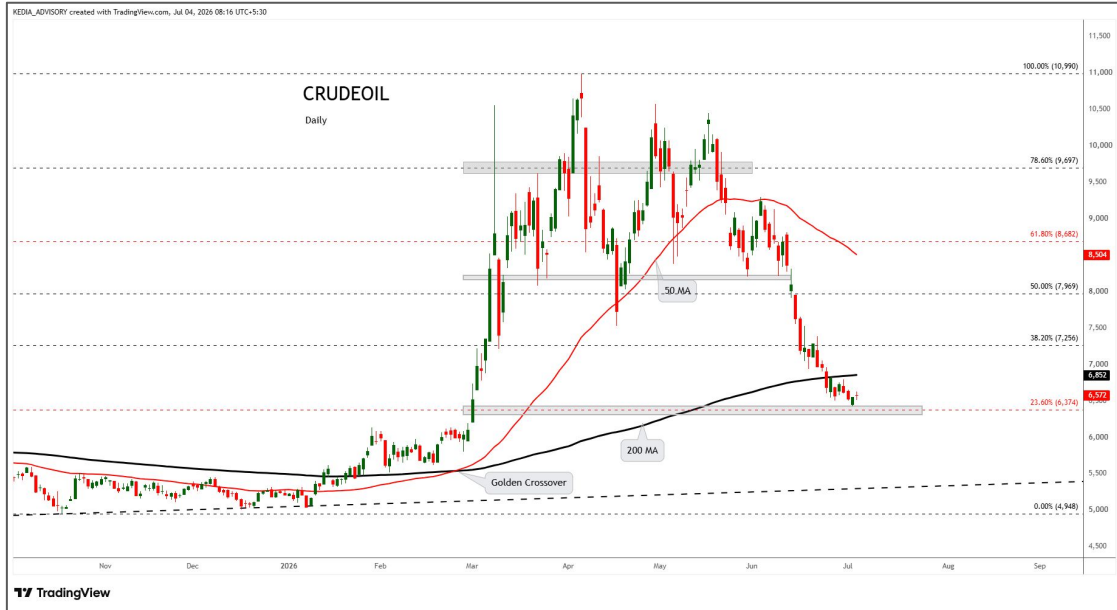 KEDIA_ADVISORY created with TradingView.com, Jul 04, 2026 08:16 UTC+5:30
CRUDEOIL
Daily
11,500
100.00% (10,990)
11,000
10,500
10,000
78.60% (9,697)
9,500
9,000
61.80% (8,682)
8,504
50 MA
50.00% (7,969)
8,000
7,500
38.20% (7,256)
7,000
6,852
6,572
23.60% (6,374)
200 MA
6,000
Golden Crossover
5,500
5,000
0.00% (4,948)
4,500
Nov
Dec
2026
Feb
Mar
Apr
May
Jun
Jul
Aug
Sep
TradingView